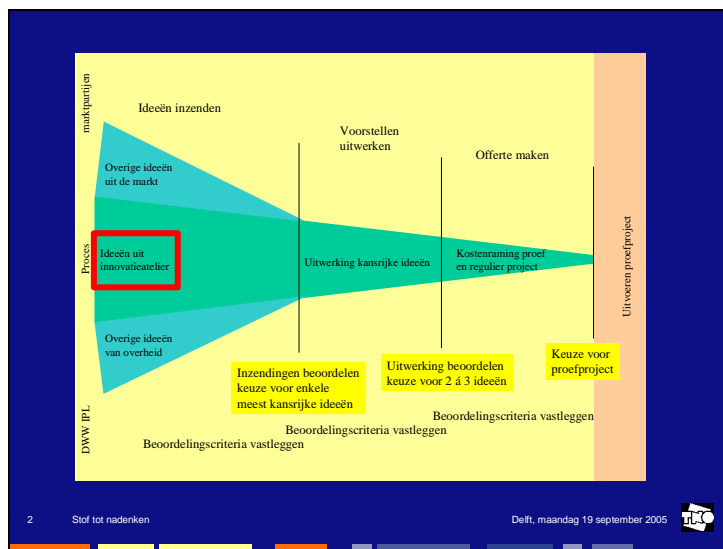 marktpartijen
Ideeën inzenden
Voorstellen
uitwerken
Offerte maken
Overige ideeën
uit de markt
Proces
Ideeën uit
innovatieatelier
Uitwerking kansrijke ideeën
Kostenraming proef
en regulier project
Uitvoeren proefproject
Overige ideeën
van overheid
Inzendingen beoordelen
keuze voor enkele
meest kansrijke ideeën
Uitwerking beoordelen
keuze voor 2 á 3 ideeën
Keuze voor
proefproject
DWW IPL
Beoordelingscriteria vastleggen
Beoordelingscriteria vastleggen
Beoordelingscriteria vastleggen
2
Stof tot nadenken
Delft, maandag 19 september 2005
TNO